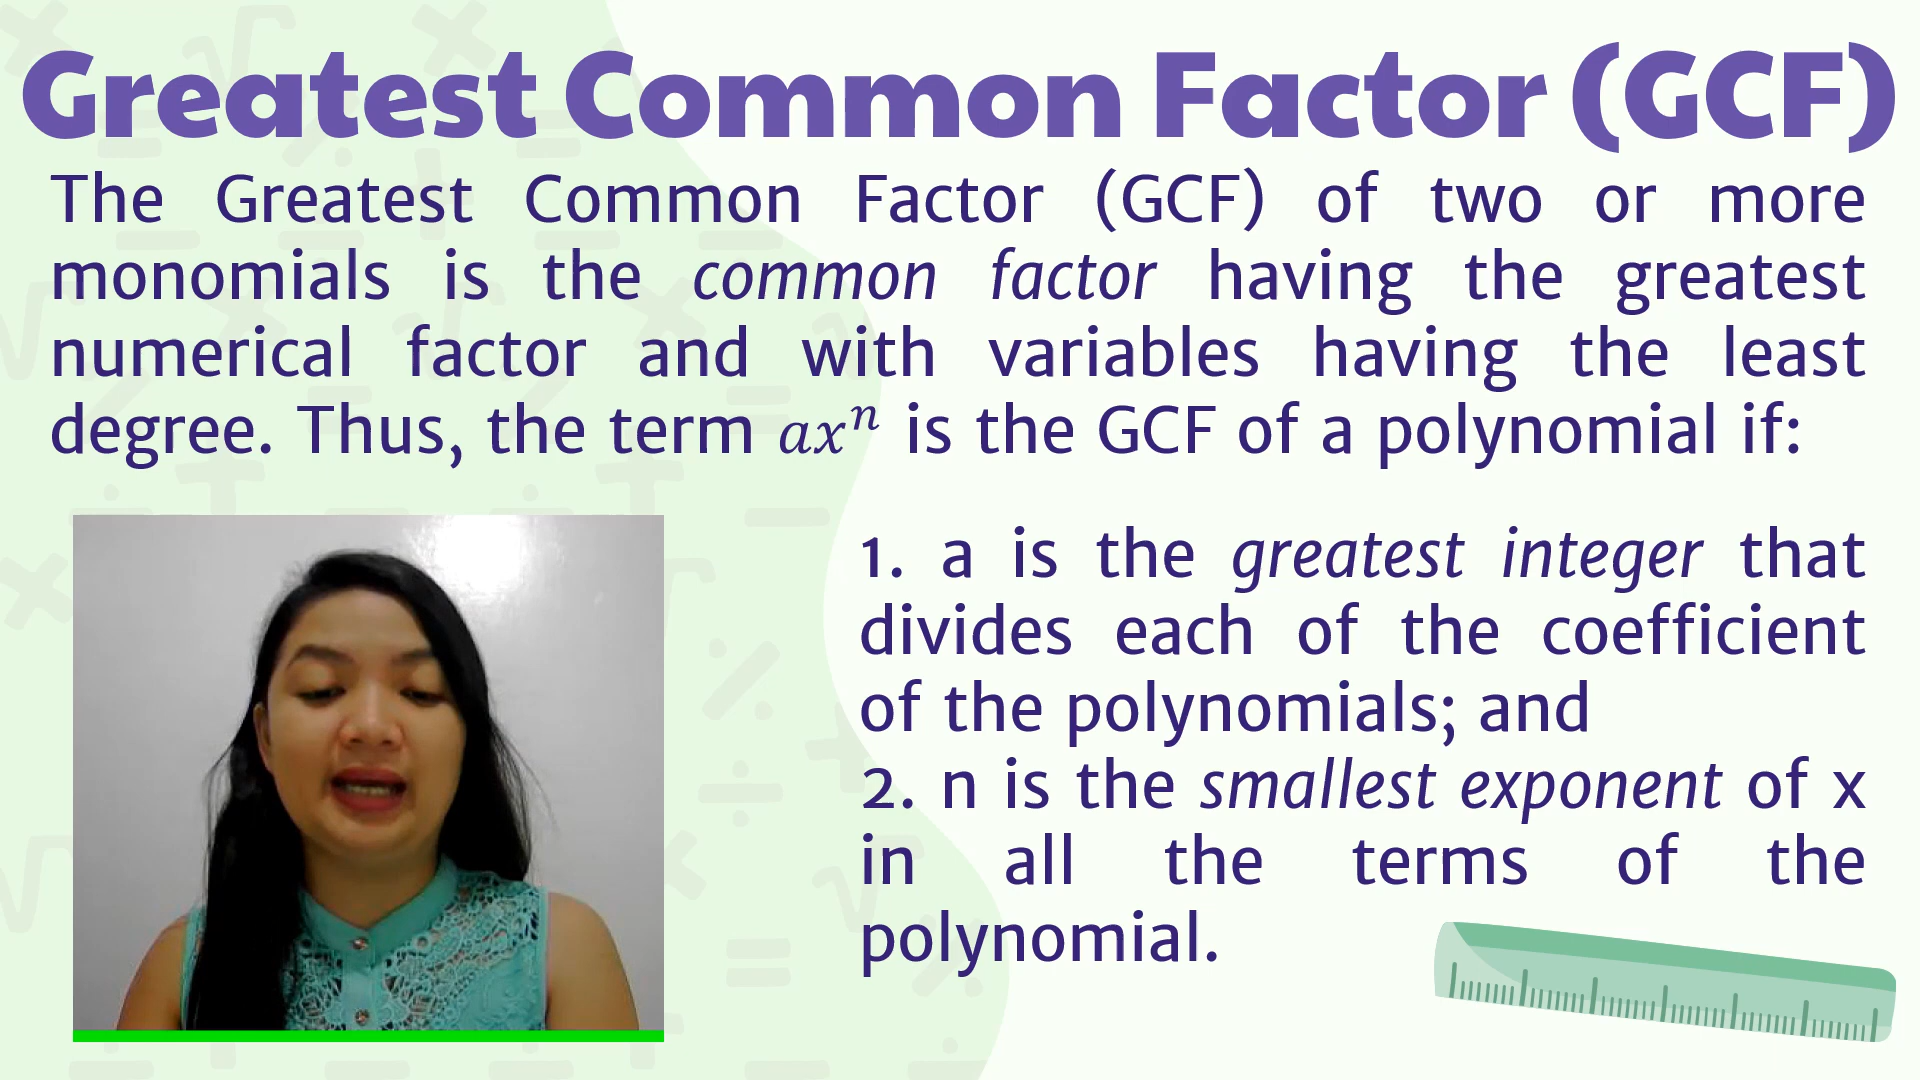 Greatest Common Factor (GCF)
The Greatest Common Factor (GCF) of two or more
monomials is the common factor having the greatest
numerical factor and with variables having the least
degree. Thus, the term axⁿ is the GCF of a polynomial if:
1. a is the greatest integer that
divides each of the coefficient
of the polynomials; and
2. n is the smallest exponent of x
in all the terms of the
polynomial.